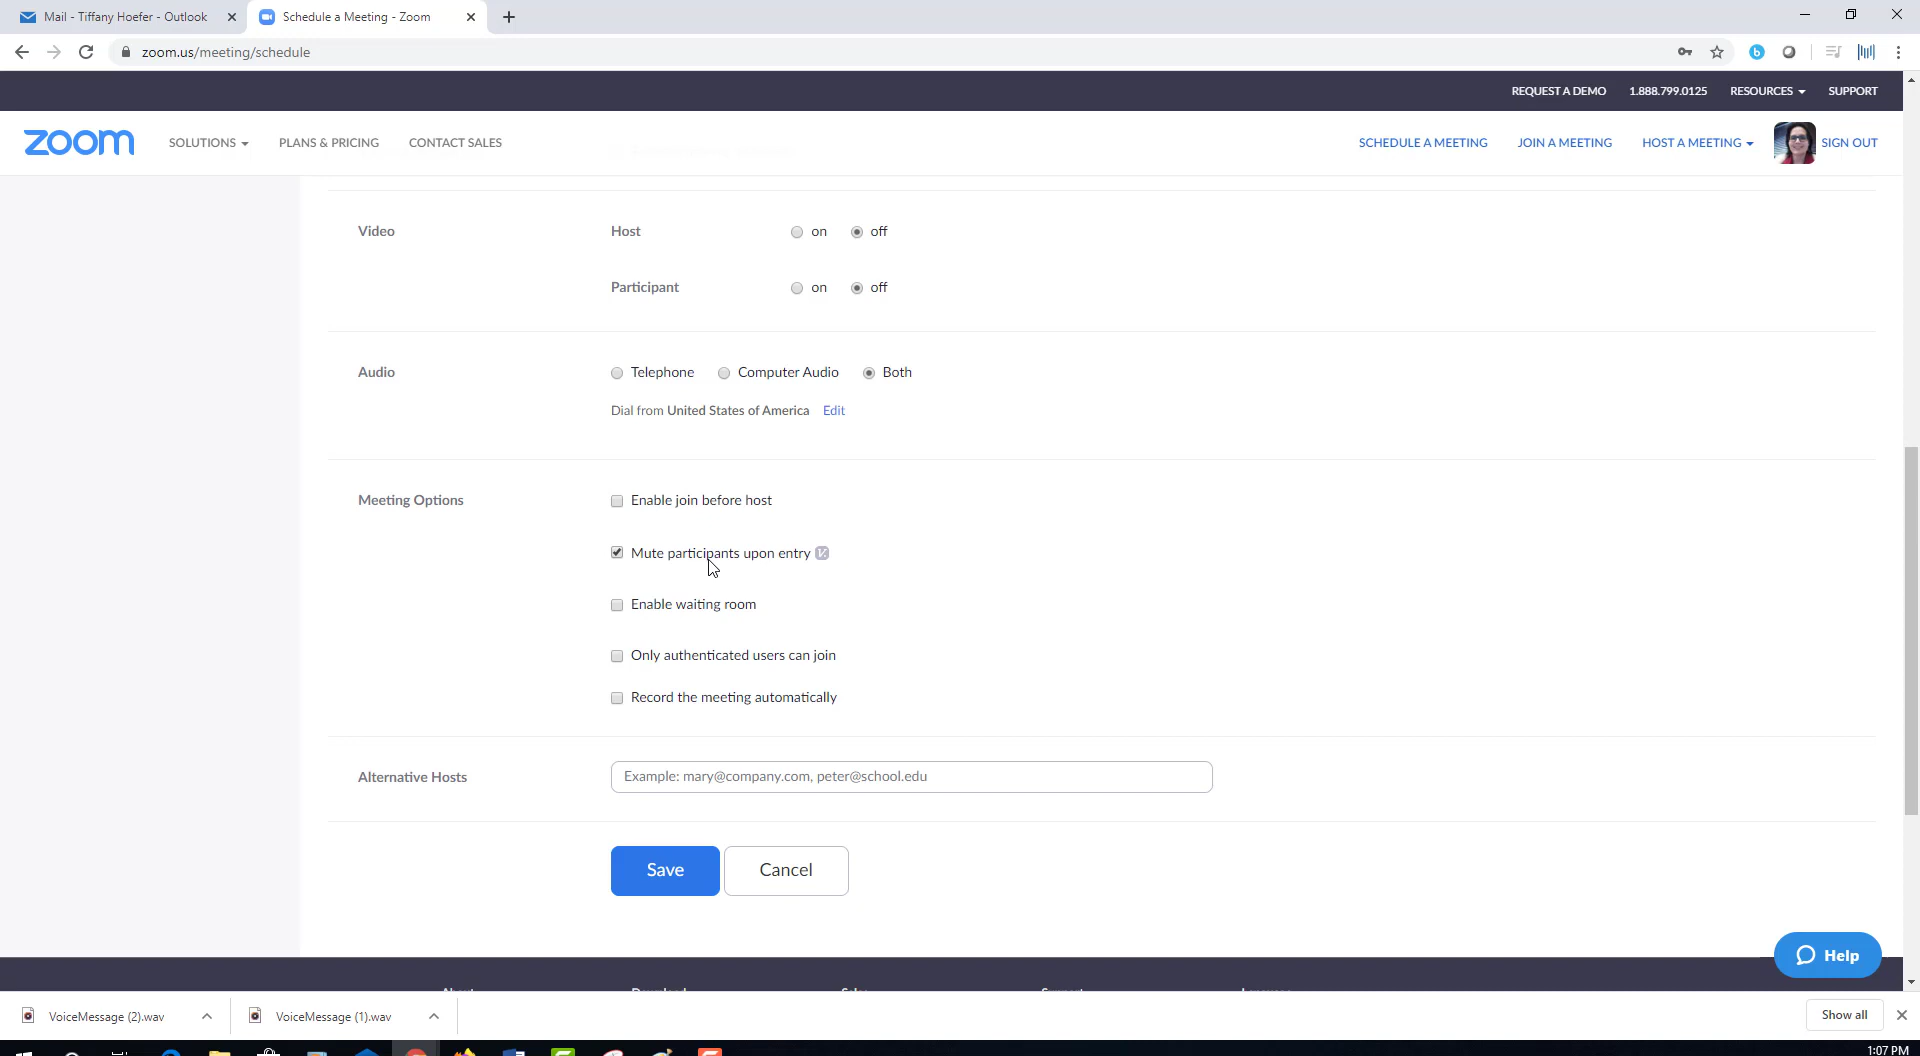 Mail - Tiffany Hoefer - Outlook
Schedule a Meeting - Zoom
zoom.us/meeting/schedule
REQUEST A DEMO 1.888.799.0125 RESOURCES SUPPORT
zoom SOLUTIONS PLANS & PRICING CONTACT SALES SCHEDULE A MEETING JOIN A MEETING HOST A MEETING SIGN OUT
Video Host on off
Participant on off
Audio Telephone Computer Audio Both
Dial from United States of America Edit
Meeting Options Enable join before host
Mute participants upon entry
Enable waiting room
Only authenticated users can join
Record the meeting automatically
Alternative Hosts Example: mary@company.com, peter@school.edu
Save Cancel
Help
VoiceMessage (2).wav VoiceMessage (1).wav Show all
1:07 PM